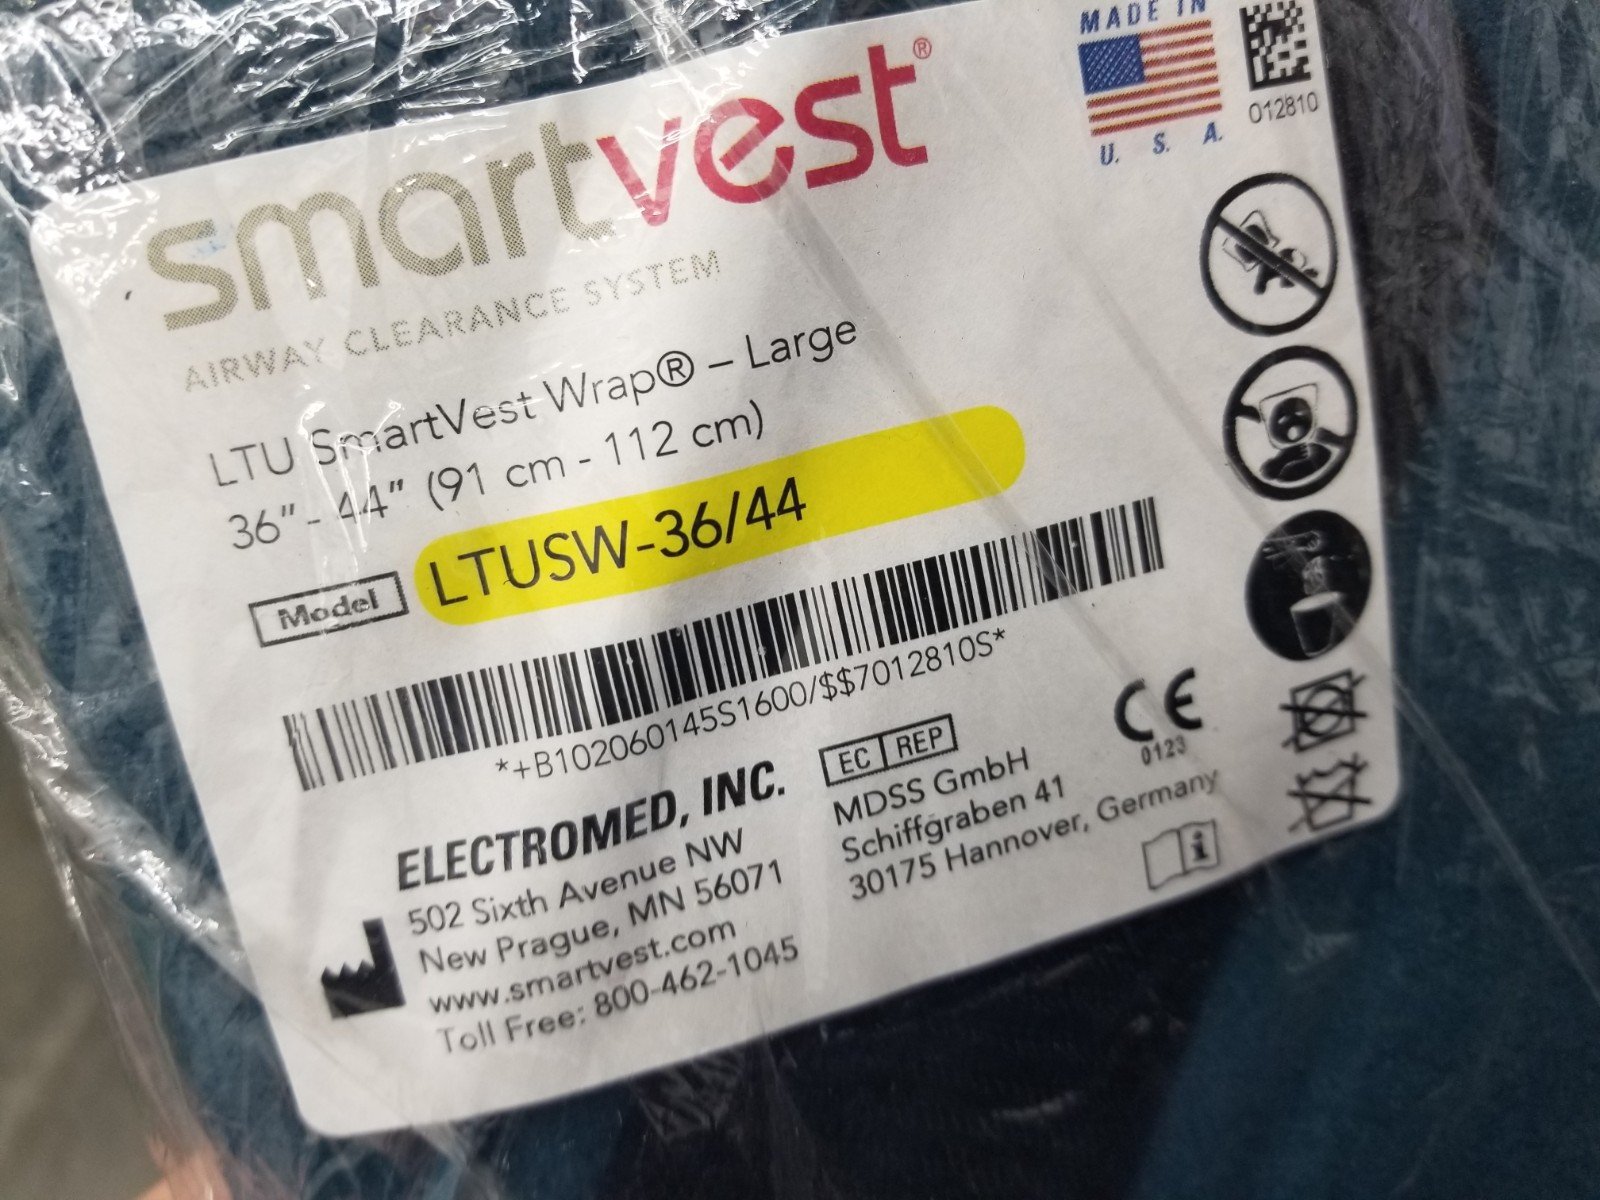 smartvest®
AIRWAY CLEARANCE SYSTEM
MADE IN
U. S. A.
012810
LTU SmartVest Wrap® – Large
36" - 44" (91 cm - 112 cm)
Model LTUSW-36/44
*+B102060145S1600/$$7012810S*
ELECTROMED, INC.
502 Sixth Avenue NW
New Prague, MN 56071
www.smartvest.com
Toll Free: 800-462-1045
EC REP
MDSS GmbH
Schiffgraben 41
30175 Hannover, Germany
CE
0123
i